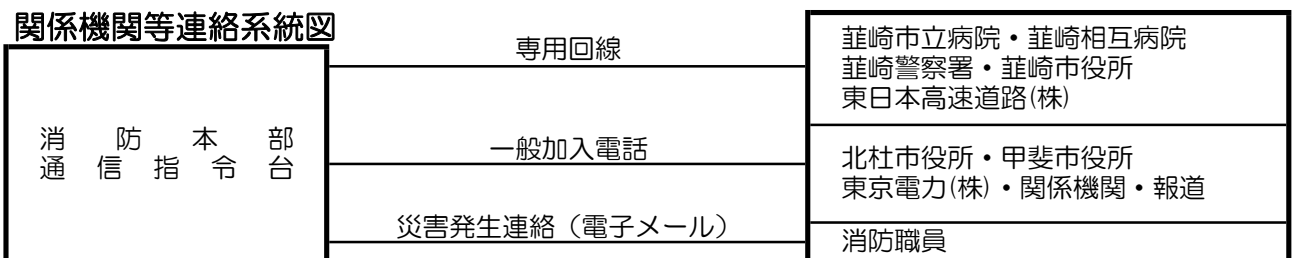 関係機関等連絡系統図
消防本部
通信指令台
専用回線
韮崎市立病院・韮崎相互病院
韮崎警察署・韮崎市役所
東日本高速道路(株)
一般加入電話
北杜市役所・甲斐市役所
東京電力(株)・関係機関・報道
災害発生連絡（電子メール）
消防職員